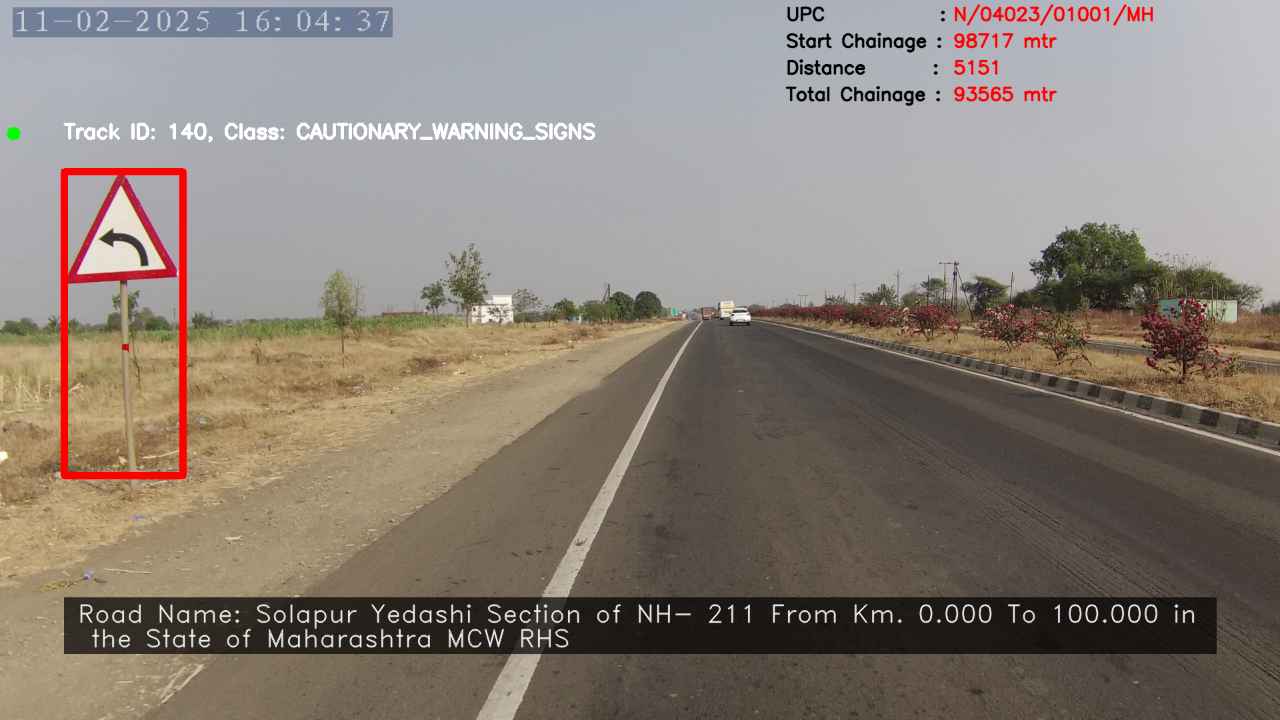 11-02-2025 16:04:37
UPC : N/04023/01001/MH
Start Chainage : 98717 mtr
Distance : 5151
Total Chainage : 93565 mtr
Track ID: 140, Class: CAUTIONARY_WARNING_SIGNS
Road Name: Solapur Yedashi Section of NH- 211 From Km. 0.000 To 100.000 in
the State of Maharashtra MCW RHS